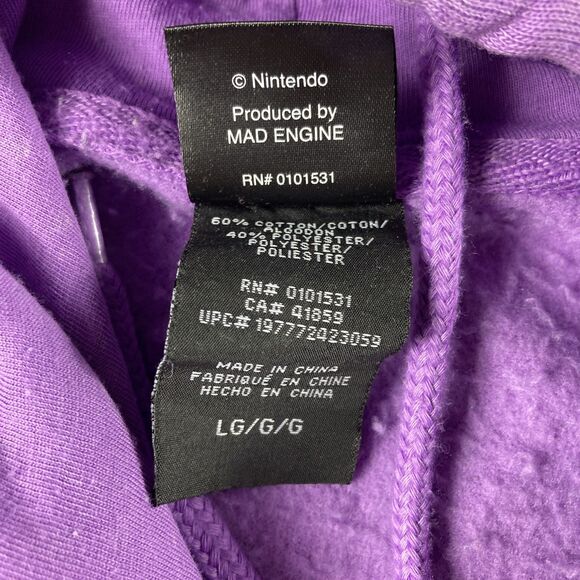 © Nintendo
Produced by
MAD ENGINE
RN# 0101531
60% COTTON/COTON/
ALGODON
40% POLYESTER/
POLYESTER/
POLIESTER
RN# 0101531
CA# 41859
UPC# 197772423059
MADE IN CHINA
FABRIQUÉ EN CHINE
HECHO EN CHINA
LG/G/G